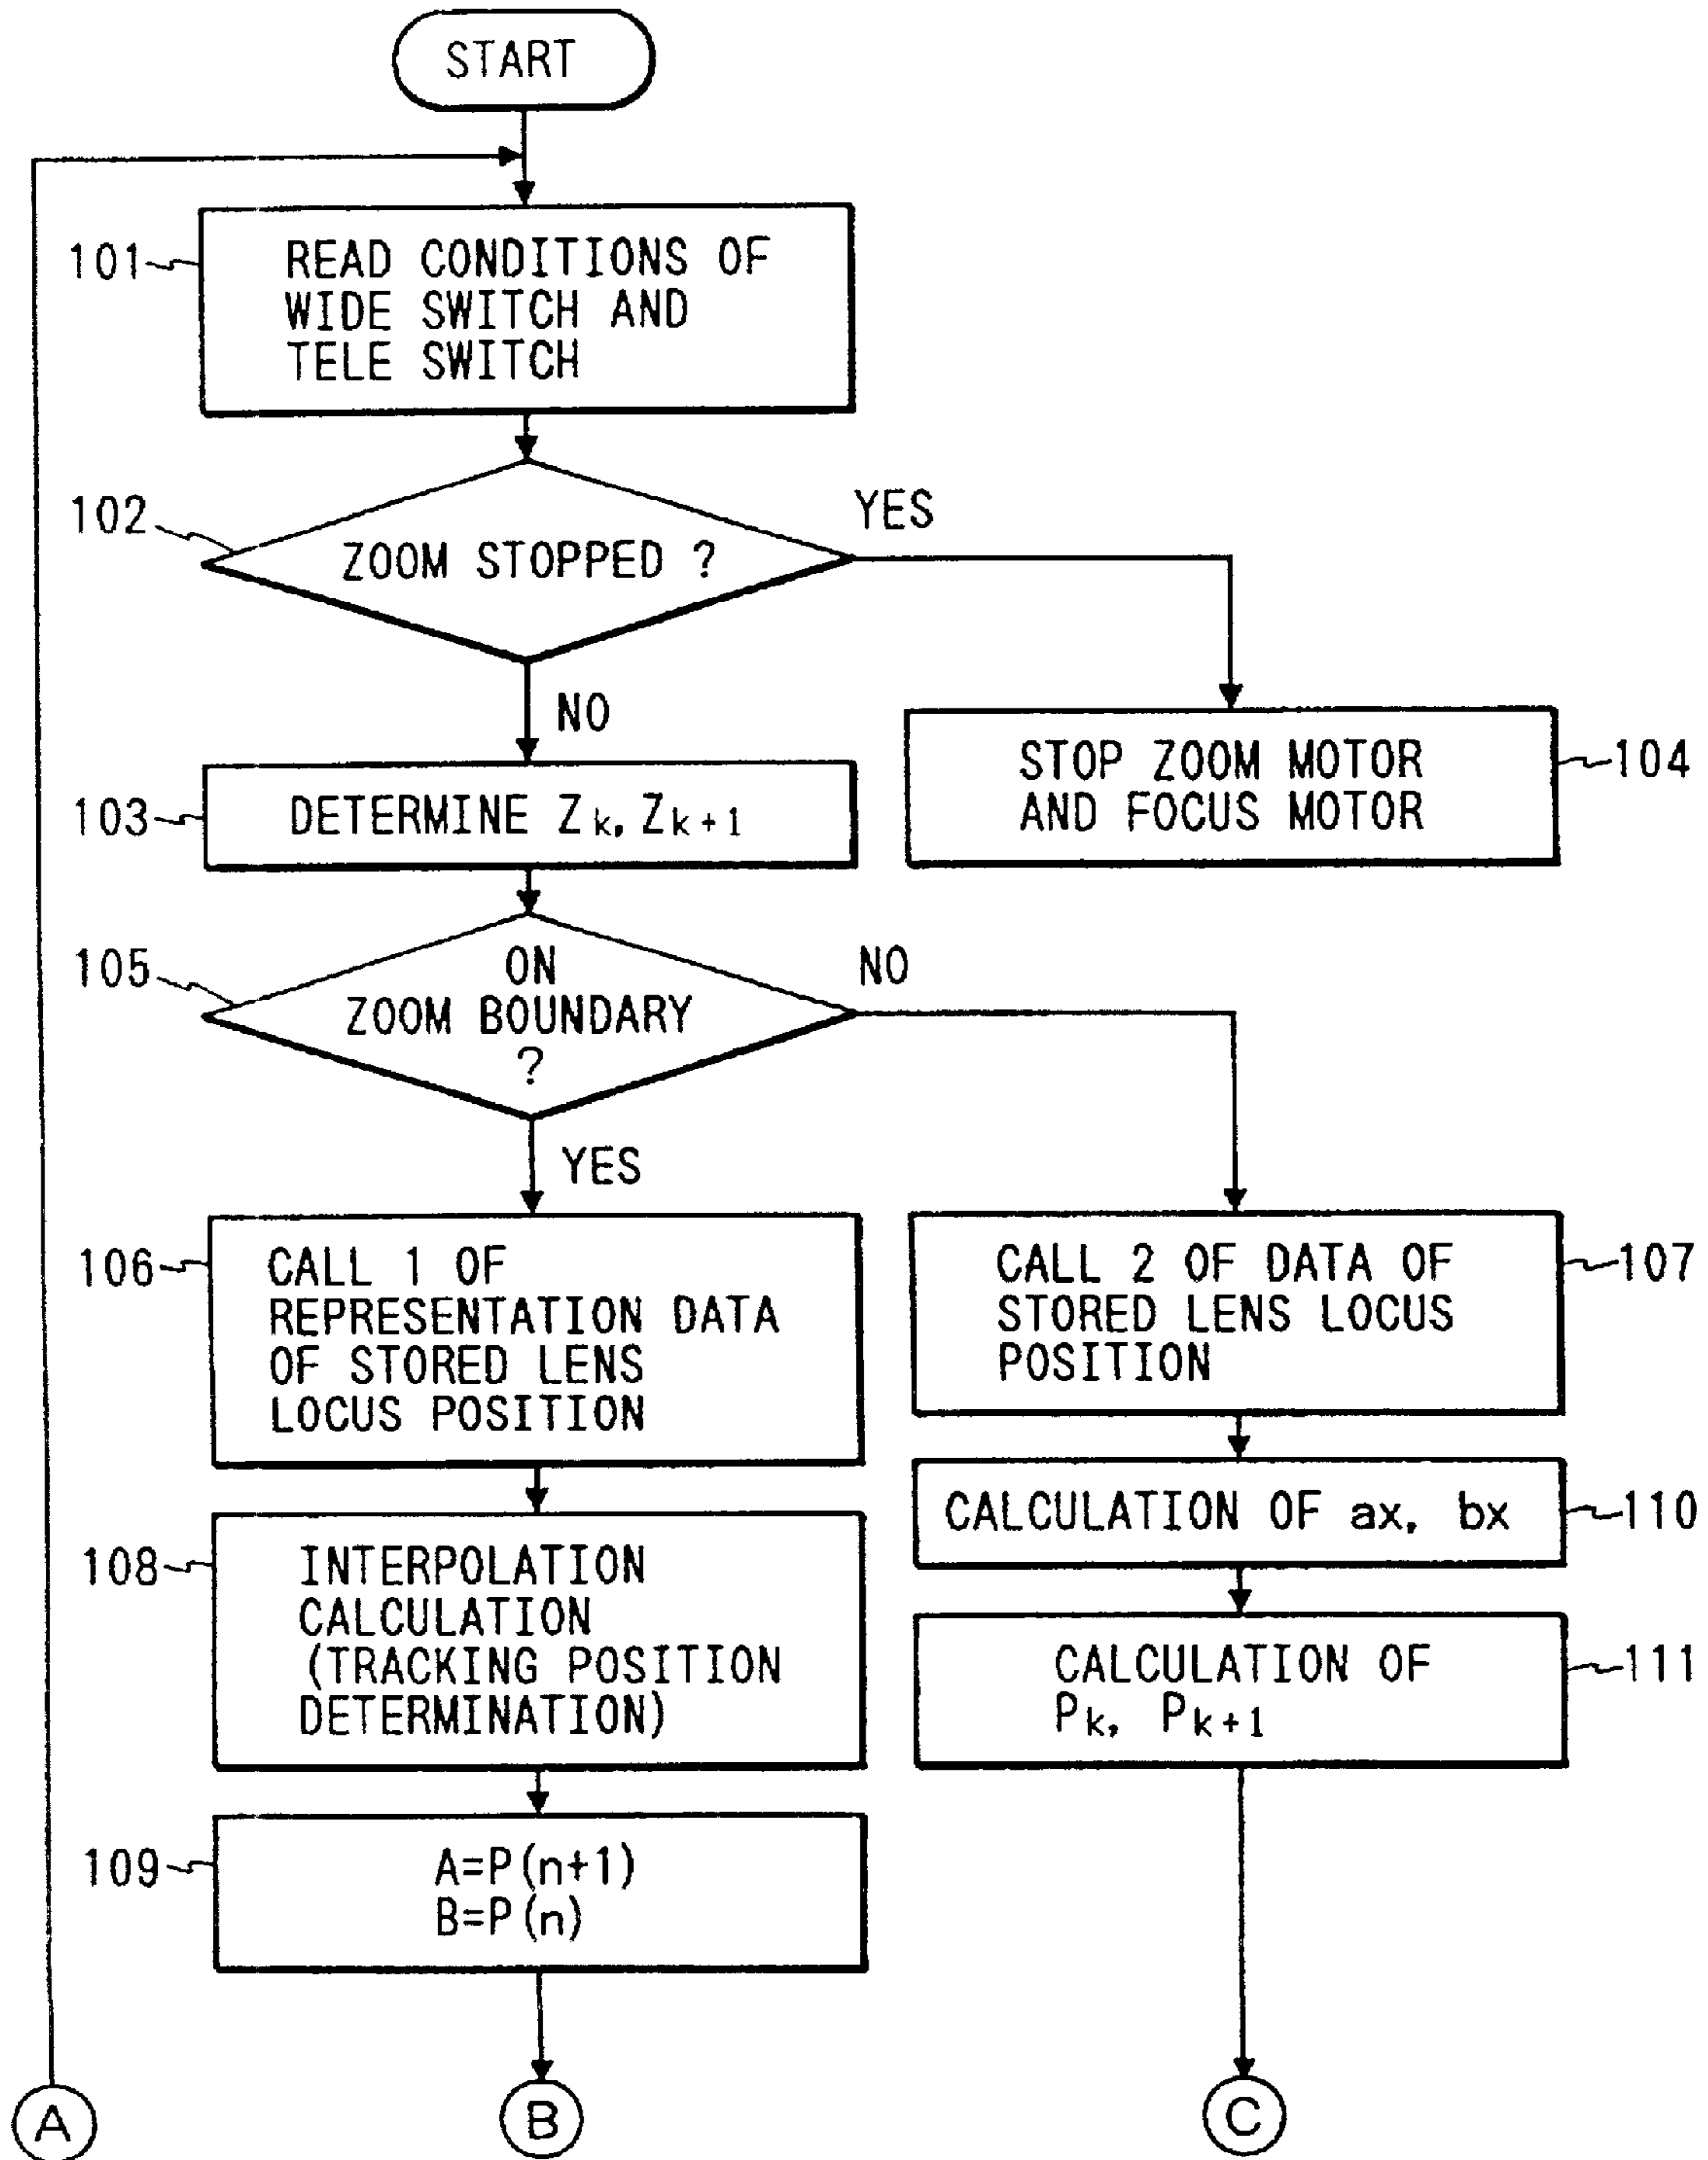 START
101
READ CONDITIONS OF
WIDE SWITCH AND
TELE SWITCH
102
ZOOM STOPPED ?
YES
NO
103
DETERMINE Zk, Zk+1
STOP ZOOM MOTOR
AND FOCUS MOTOR
104
105
ON
ZOOM BOUNDARY
?
NO
YES
106
CALL 1 OF
REPRESENTATION DATA
OF STORED LENS
LOCUS POSITION
CALL 2 OF DATA OF
STORED LENS LOCUS
POSITION
107
108
INTERPOLATION
CALCULATION
(TRACKING POSITION
DETERMINATION)
CALCULATION OF ax, bx
110
CALCULATION OF
Pk, Pk+1
111
109
A=P(n+1)
B=P(n)
A
B
C